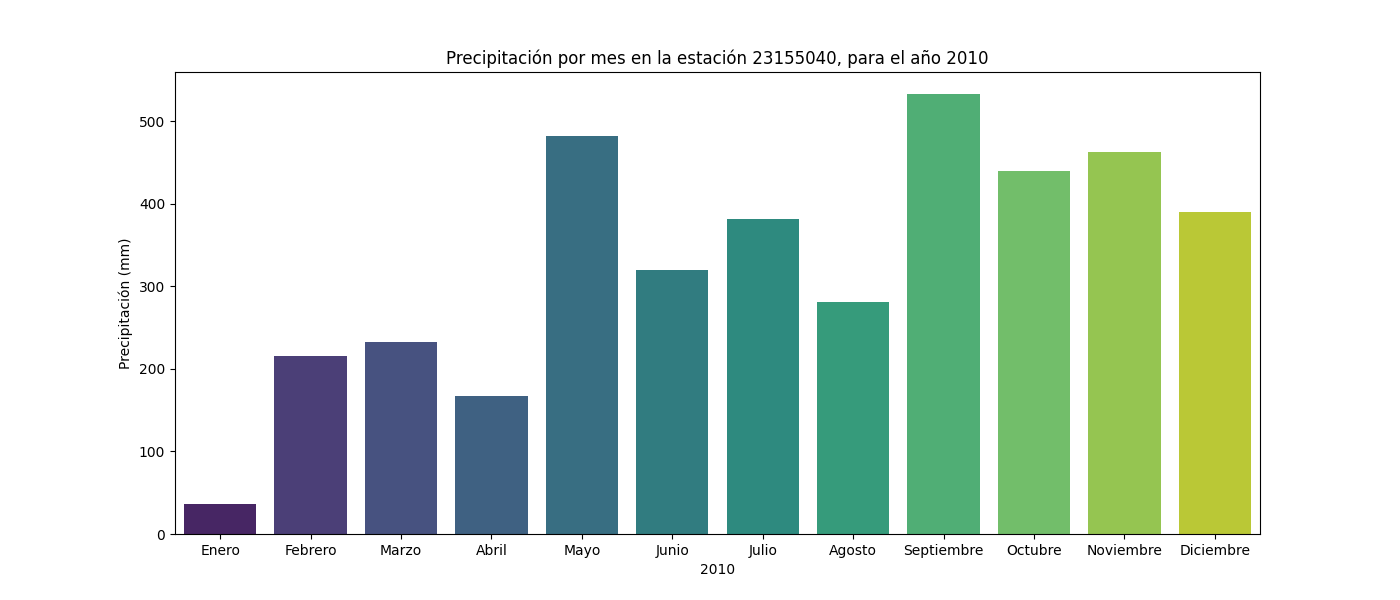 Precipitación por mes en la estación 23155040, para el año 2010
Precipitación (mm)
500
400
300
200
100
0
Enero Febrero Marzo Abril Mayo Junio Julio Agosto Septiembre Octubre Noviembre Diciembre
2010